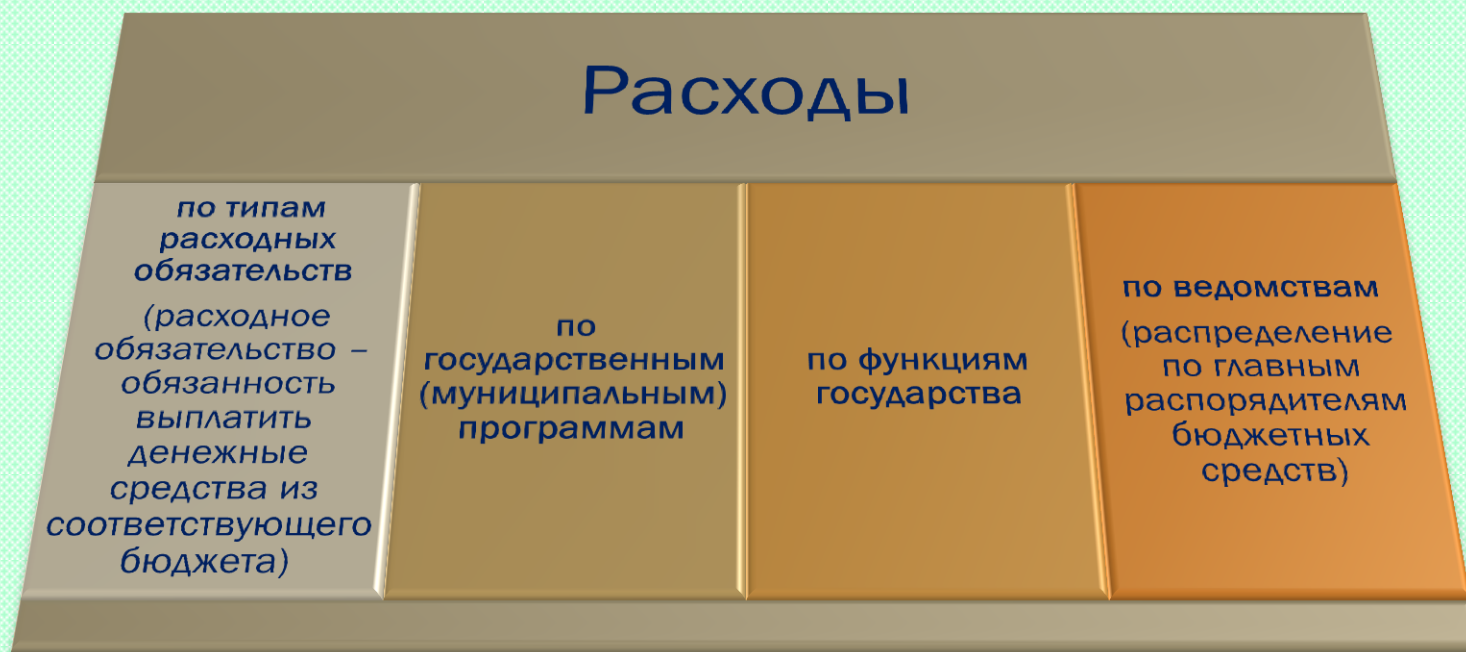 Расходы
по типам
расходных
обязательств
(расходное
обязательство –
обязанность
выплатить
денежные
средства из
соответствующего
бюджета)
по
государственным
(муниципальным)
программам
по функциям
государства
по ведомствам
(распределение
по главным
распорядителям
бюджетных
средств)